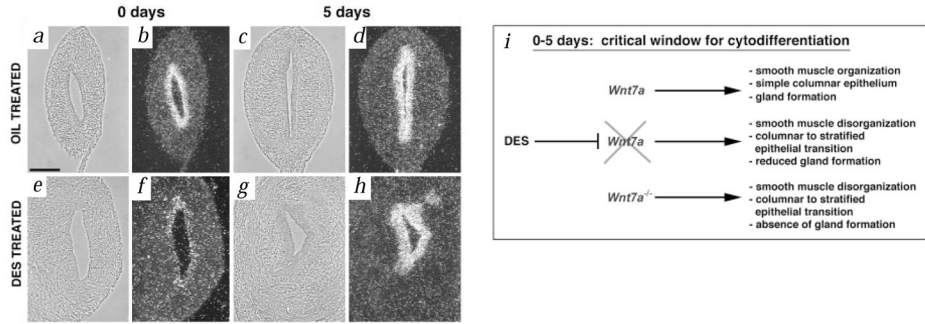 0 days
5 days
a
b
c
d
OIL TREATED
e
f
g
h
DES TREATED
i
0-5 days: critical window for cytodifferentiation
Wnt7a
- smooth muscle organization
- simple columnar epithelium
- gland formation
DES
Wnt7a
- smooth muscle disorganization
- columnar to stratified
epithelial transition
- reduced gland formation
Wnt7a-/-
- smooth muscle disorganization
- columnar to stratified
epithelial transition
- absence of gland formation